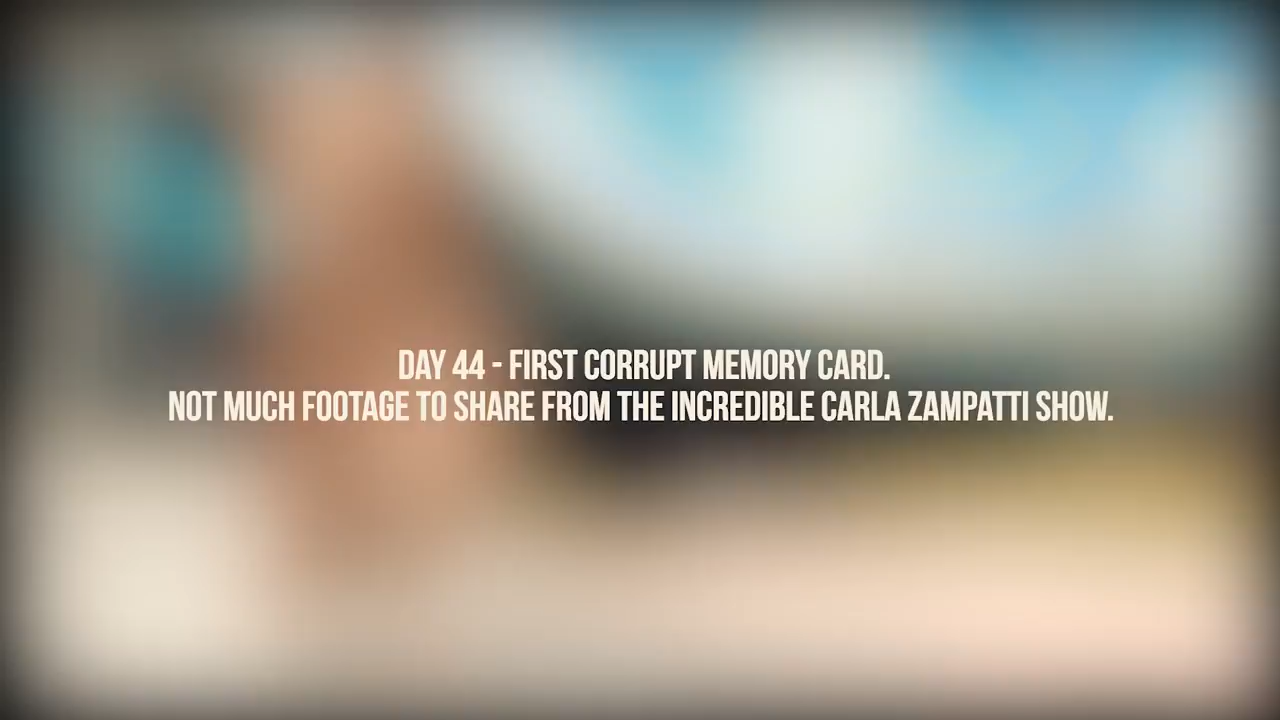 DAY 44 - FIRST CORRUPT MEMORY CARD.
NOT MUCH FOOTAGE TO SHARE FROM THE INCREDIBLE CARLA ZAMPATTI SHOW.